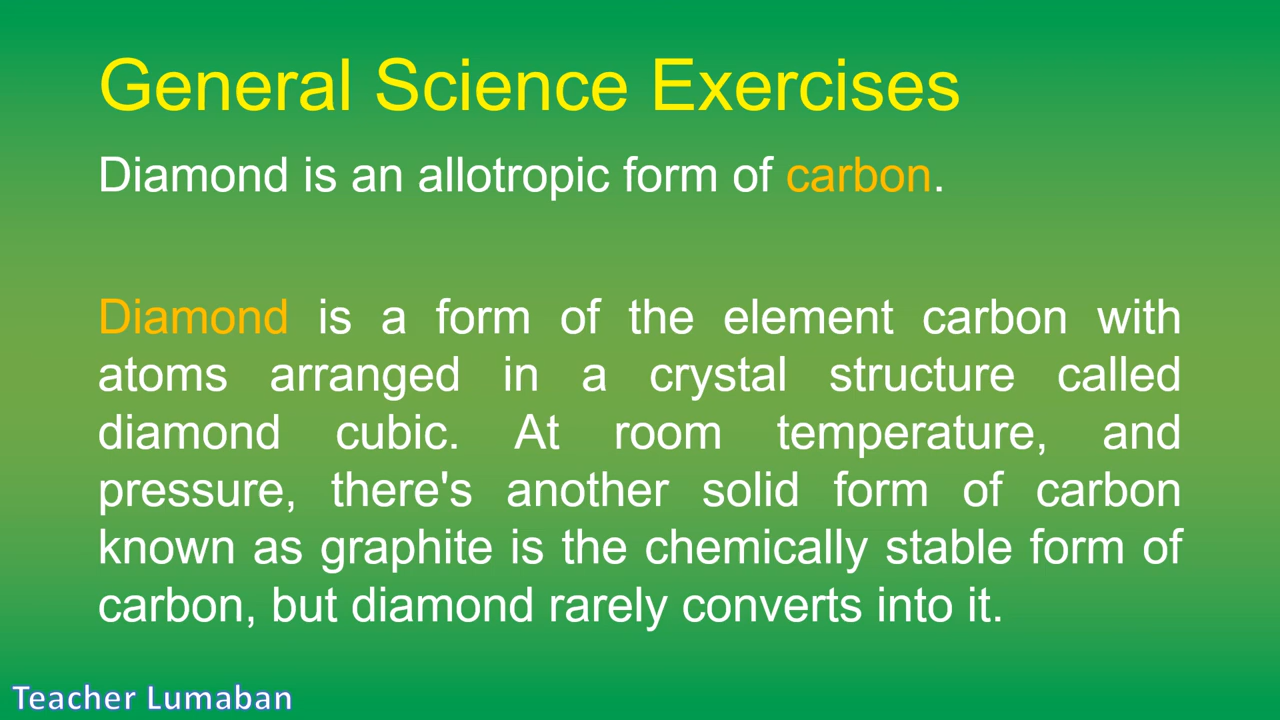 General Science Exercises
Diamond is an allotropic form of carbon.
Diamond is a form of the element carbon with
atoms arranged in a crystal structure called
diamond cubic. At room temperature, and
pressure, there's another solid form of carbon
known as graphite is the chemically stable form of
carbon, but diamond rarely converts into it.
Teacher Lumaban